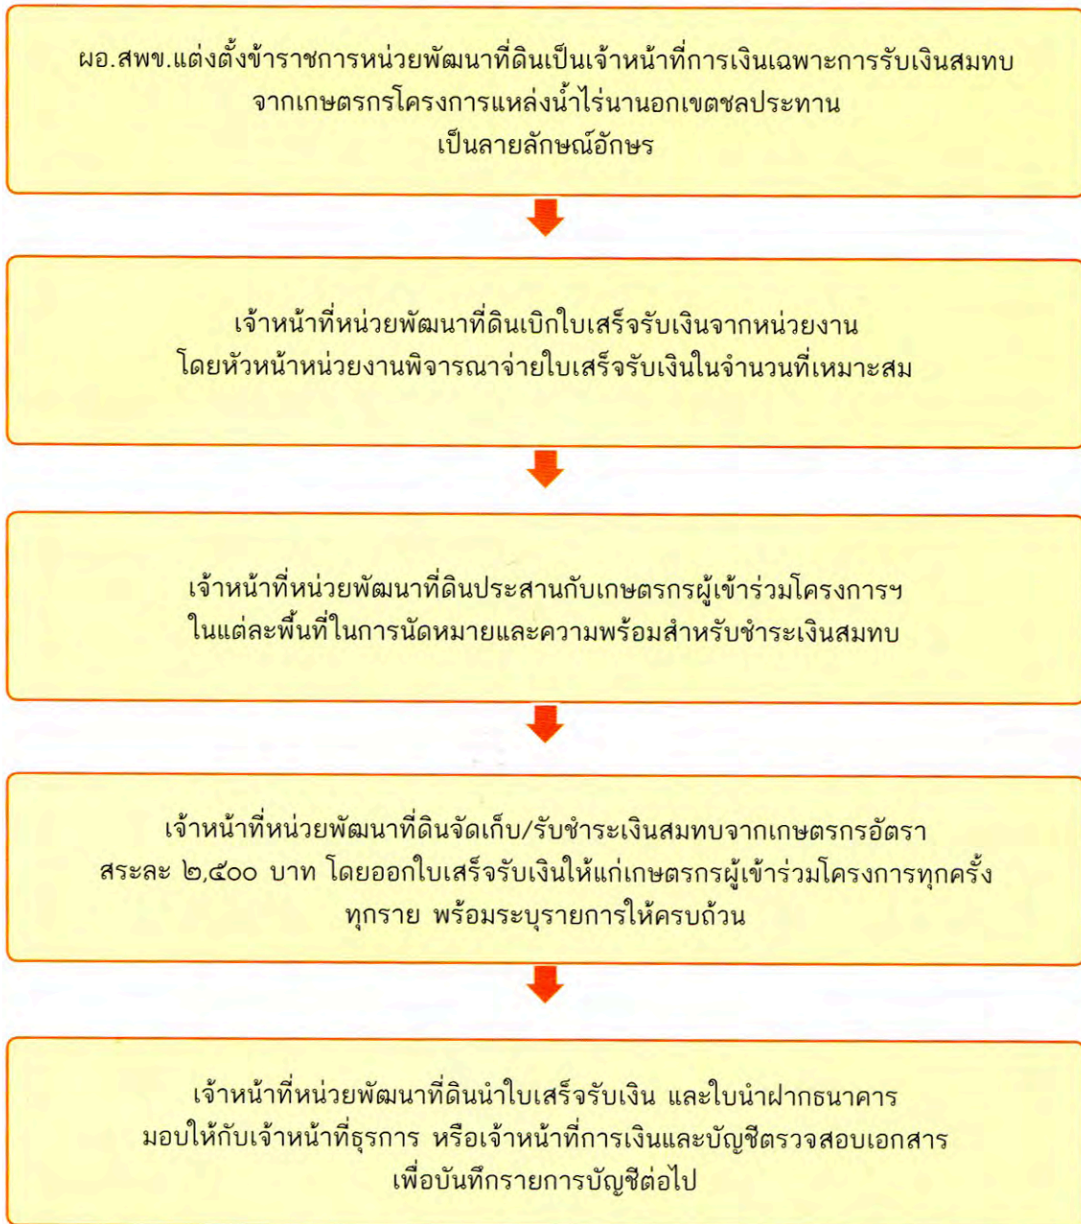 ผอ.สพข.แต่งตั้งข้าราชการหน่วยพัฒนาที่ดินเป็นเจ้าหน้าที่การเงินเฉพาะการรับเงินสมทบ
จากเกษตรกรโครงการแหล่งน้ำไร่นานอกเขตชลประทาน
เป็นลายลักษณ์อักษร
เจ้าหน้าที่หน่วยพัฒนาที่ดินเบิกใบเสร็จรับเงินจากหน่วยงาน
โดยหัวหน้าหน่วยงานพิจารณาจ่ายใบเสร็จรับเงินในจำนวนที่เหมาะสม
เจ้าหน้าที่หน่วยพัฒนาที่ดินประสานกับเกษตรกรผู้เข้าร่วมโครงการฯ
ในแต่ละพื้นที่ในการนัดหมายและความพร้อมสำหรับชำระเงินสมทบ
เจ้าหน้าที่หน่วยพัฒนาที่ดินจัดเก็บ/รับชำระเงินสมทบจากเกษตรกรอัตรา
สระละ ๒,๕๐๐ บาท โดยออกใบเสร็จรับเงินให้แก่เกษตรกรผู้เข้าร่วมโครงการทุกครั้ง
ทุกราย พร้อมระบุรายการให้ครบถ้วน
เจ้าหน้าที่หน่วยพัฒนาที่ดินนำใบเสร็จรับเงิน และใบนำฝากธนาคาร
มอบให้กับเจ้าหน้าที่ธุรการ หรือเจ้าหน้าที่การเงินและบัญชีตรวจสอบเอกสาร
เพื่อบันทึกรายการบัญชีต่อไป